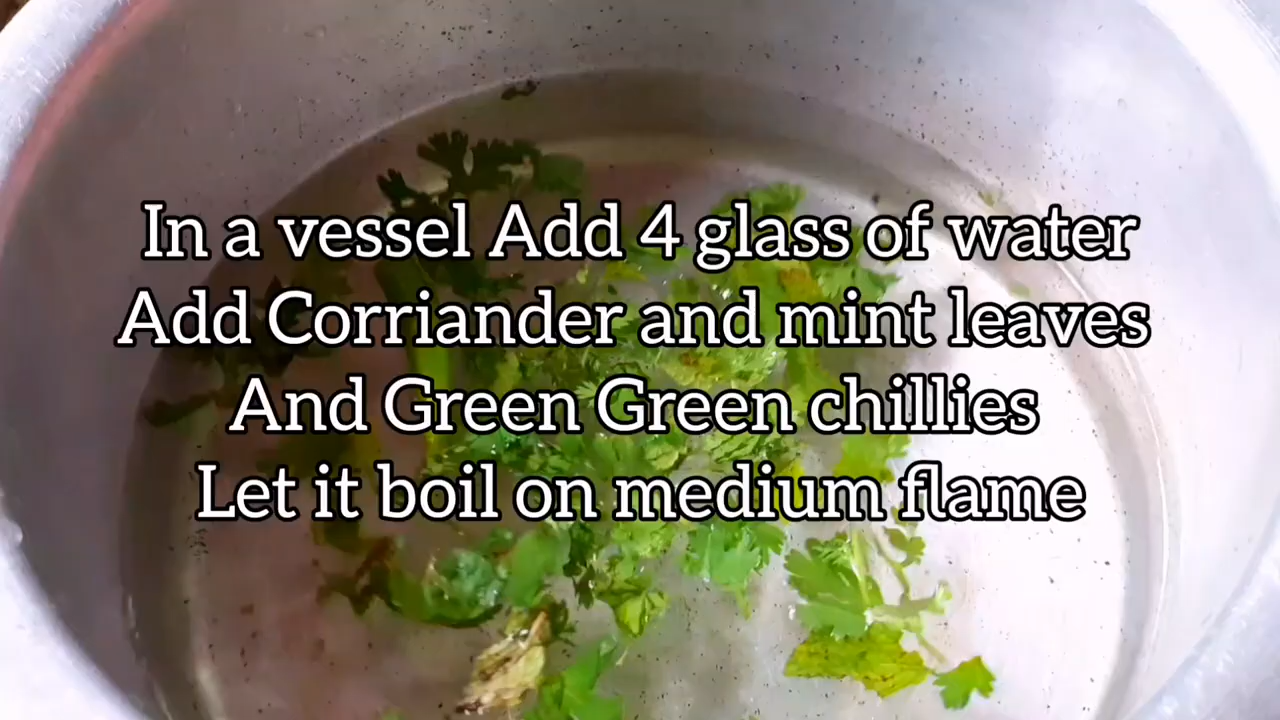 In a vessel Add 4 glass of water
Add Corriander and mint leaves
And Green Green chillies
Let it boil on medium flame